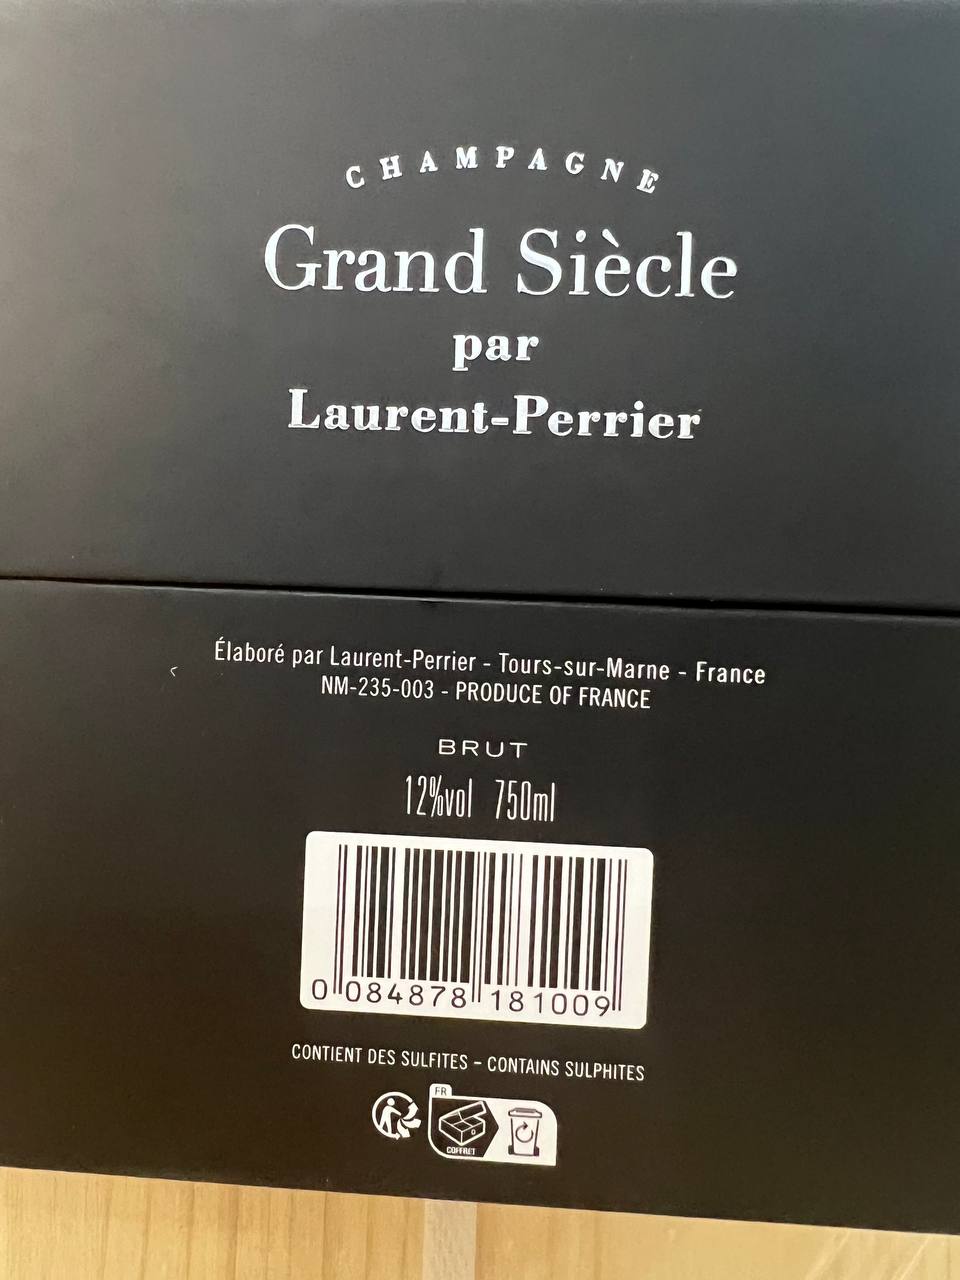 CHAMPAGNE
Grand Siècle
par
Laurent-Perrier
Élaboré par Laurent-Perrier - Tours-sur-Marne - France
NM-235-003 - PRODUCE OF FRANCE
BRUT
12%vol 750ml
0 084878 181009
CONTIENT DES SULFITES – CONTAINS SULPHITES
FR
COFFRET